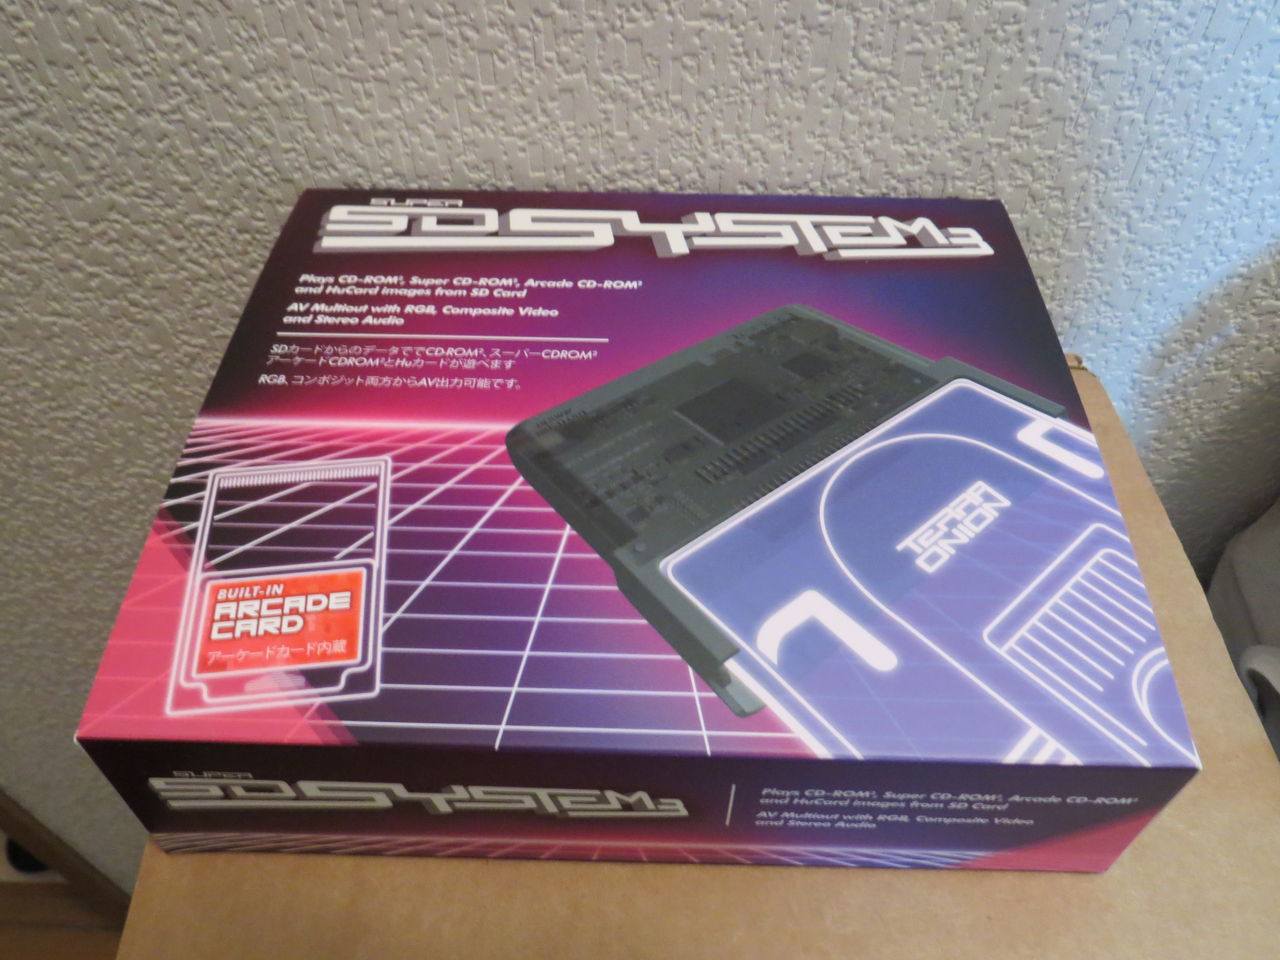 SUPER
SDSYSTEM3
Plays CD-ROM², Super CD-ROM², Arcade CD-ROM²
and HuCard images from SD Card
AV Multiout with RGB, Composite Video
and Stereo Audio
SDカードからのデータででCD-ROM²、スーパーCDROM²
アーケードCDROM²とHuカードが遊べます
RGB、コンポジット両方からAV出力可能です。
TERRA
ONION
BUILT-IN
ARCADE
CARD
アーケードカード内蔵
SUPER
SDSYSTEM3
Plays CD-ROM², Super CD-ROM², Arcade CD-ROM²
and HuCard images from SD Card
AV Multiout with RGB, Composite Video
and Stereo Audio